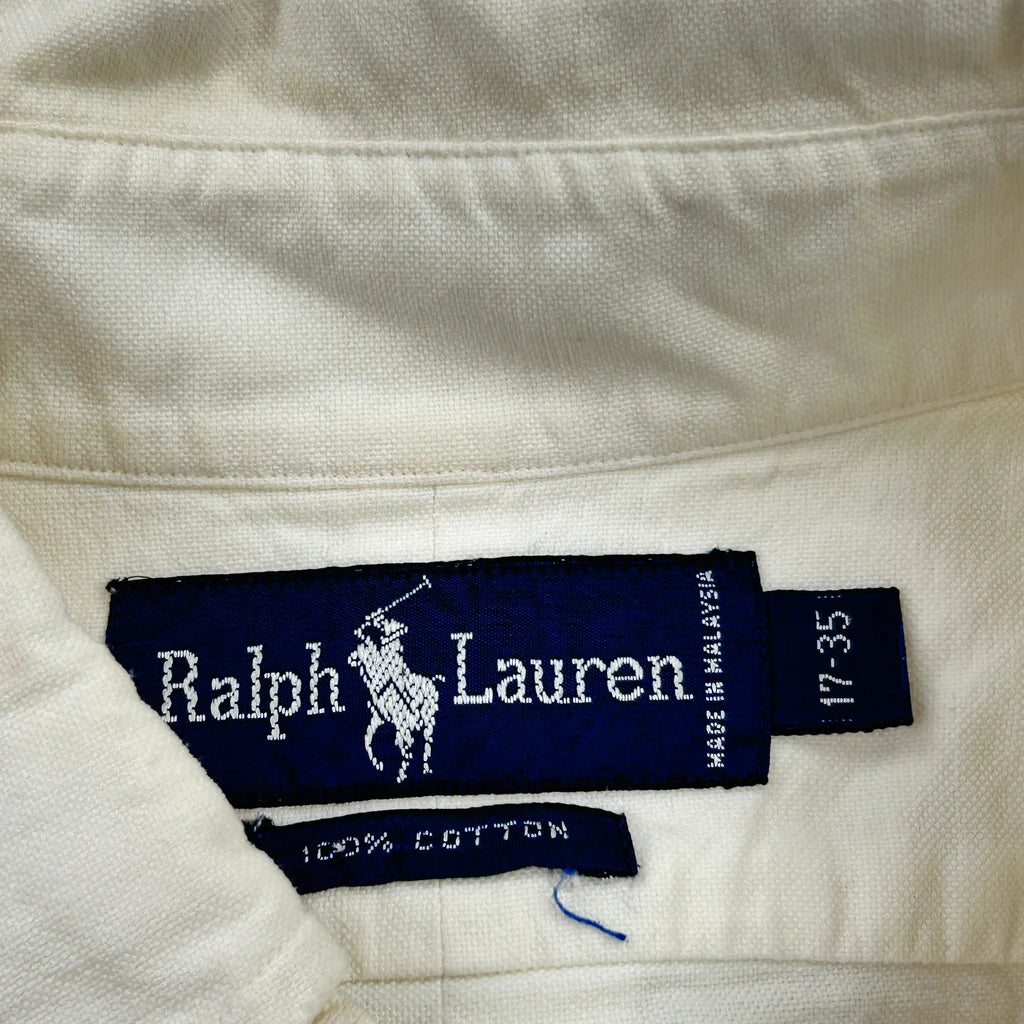 Ralph Lauren
MADE IN MALAYSIA
17-35
100% COTTON